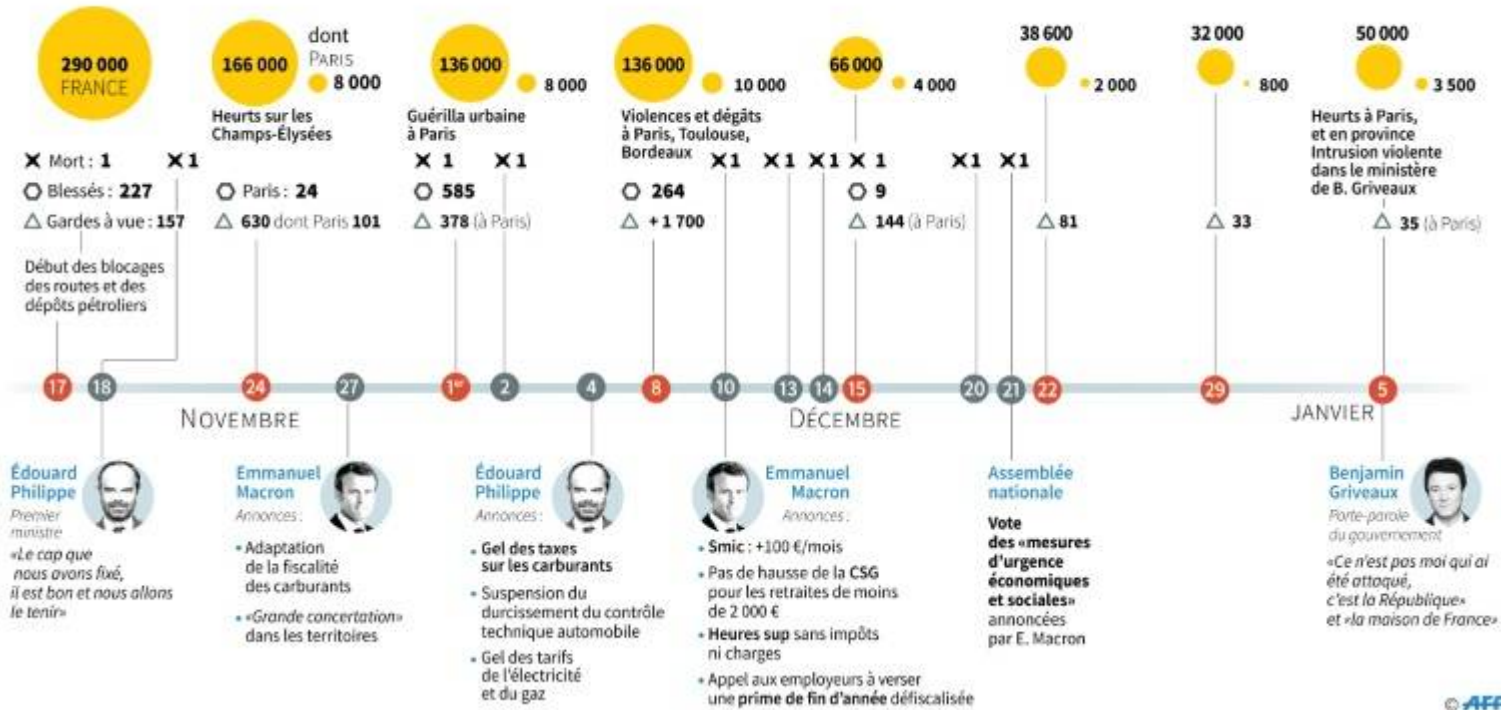 290 000
FRANCE
166 000
dont
PARIS
8 000
136 000
8 000
136 000
10 000
66 000
4 000
38 600
2 000
32 000
800
50 000
3 500
Heurts sur les
Champs-Élysées
Guérilla urbaine
à Paris
Violences et dégâts
à Paris, Toulouse,
Bordeaux
Heurts à Paris,
et en province
Intrusion violente
dans le ministère
de B. Griveaux
Mort : 1
1
1
1
1
1
1
1
1
1
Blessés : 227
Paris : 24
585
264
9
Gardes à vue : 157
630 dont Paris 101
378 (à Paris)
+ 1 700
144 (à Paris)
81
33
35 (à Paris)
Début des blocages
des routes et des
dépôts pétroliers
17
18
24
27
1er
2
4
8
10
13
14
15
20
21
22
29
5
NOVEMBRE
DÉCEMBRE
JANVIER
Édouard
Philippe
Premier
ministre
«Le cap que
nous avons fixé,
il est bon et nous allons
le tenir»
Emmanuel
Macron
Annonces :
• Adaptation
de la fiscalité
des carburants
• «Grande concertation»
dans les territoires
Édouard
Philippe
Annonces :
• Gel des taxes
sur les carburants
• Suspension du
durcissement du contrôle
technique automobile
• Gel des tarifs
de l'électricité
et du gaz
Emmanuel
Macron
Annonces :
• Smic : +100 €/mois
• Pas de hausse de la CSG
pour les retraites de moins
de 2 000 €
• Heures sup sans impôts
ni charges
• Appel aux employeurs à verser
une prime de fin d'année défiscalisée
Assemblée
nationale
Vote
des «mesures
d'urgence
économiques
et sociales»
annoncées
par E. Macron
Benjamin
Griveaux
Porte-parole
du gouvernement
«Ce n'est pas moi qui ai
été attaqué,
c'est la République»
et «la maison de France»
© AFP